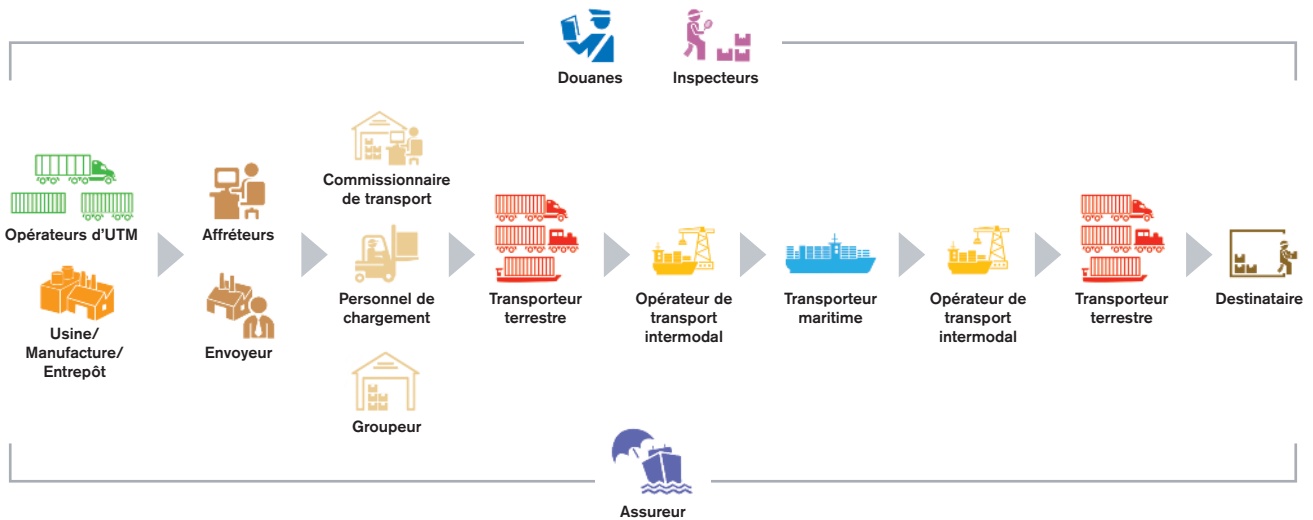 Douanes
Inspecteurs
Opérateurs d'UTM
Usine/
Manufacture/
Entrepôt
Affréteurs
Envoyeur
Commissionnaire
de transport
Personnel de
chargement
Groupeur
Transporteur
terrestre
Opérateur de
transport
intermodal
Transporteur
maritime
Opérateur de
transport
intermodal
Transporteur
terrestre
Destinataire
Assureur